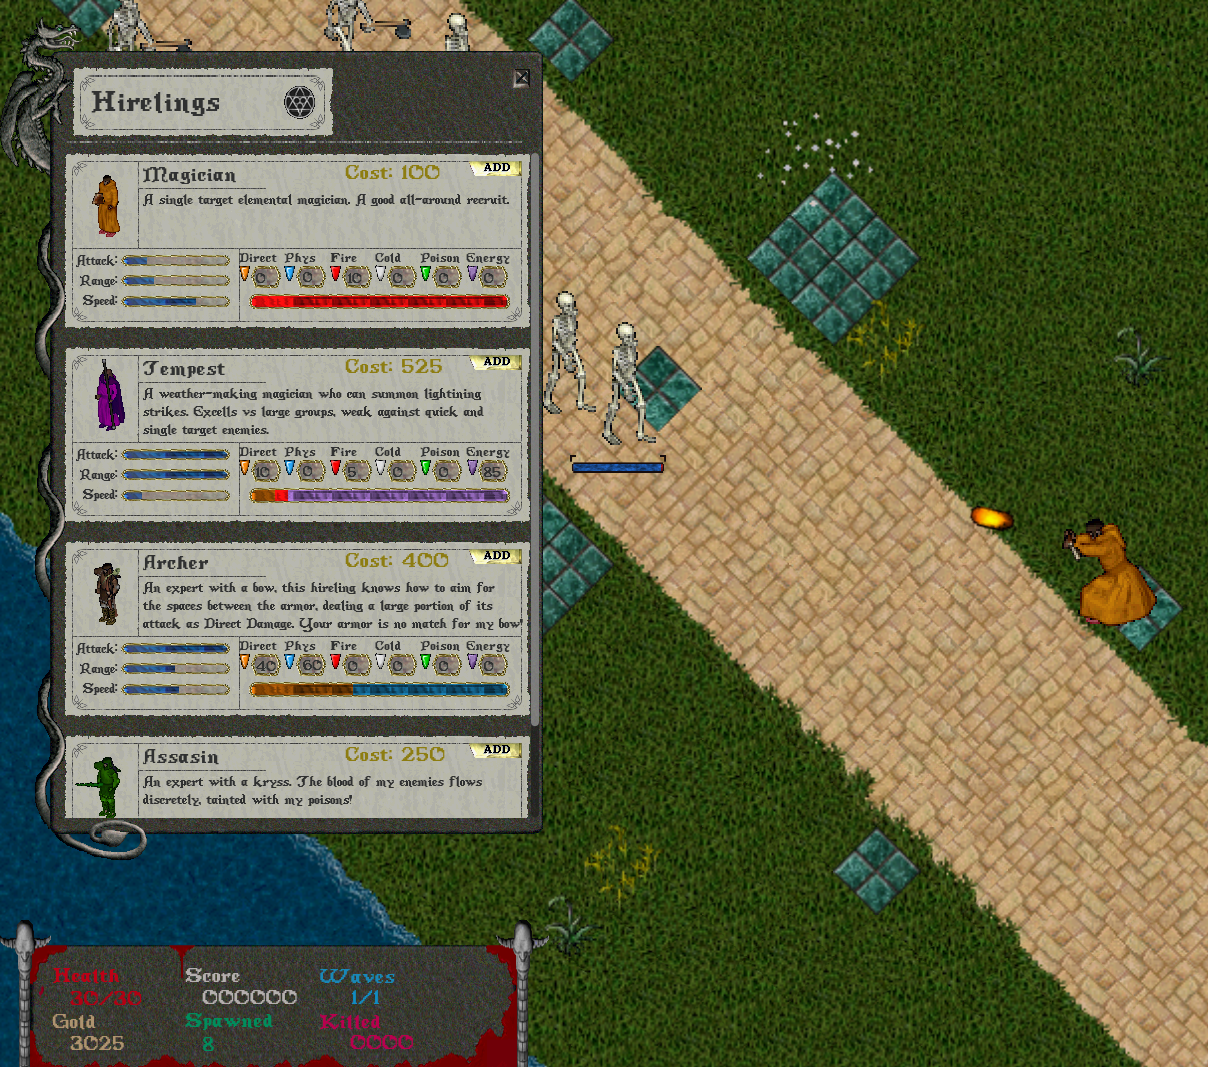 Hirelings
Magician
Cost: 100
ADD
A single target elemental magician. A good all-around recruit.
Attack:
Range:
Speed:
Direct Phys Fire Cold Poison Energy
0 0 10 0 0 0
Tempest
Cost: 525
ADD
A weather-making magician who can summon lightining
strikes. Excells vs large groups, weak against quick and
single target enemies.
Attack:
Range:
Speed:
Direct Phys Fire Cold Poison Energy
10 0 5 0 0 85
Archer
Cost: 400
ADD
An expert with a bow, this hireling knows how to aim for
the spaces between the armor, dealing a large portion of its
attack as Direct Damage. Your armor is no match for my bow!
Attack:
Range:
Speed:
Direct Phys Fire Cold Poison Energy
40 60 0 0 0 0
Assasin
Cost: 250
ADD
An expert with a kryss. The blood of my enemies flows
discretely, tainted with my poisons!
Health Score Waves
30/30 000000 1/1
Gold Spawned Killed
3025 8 0000